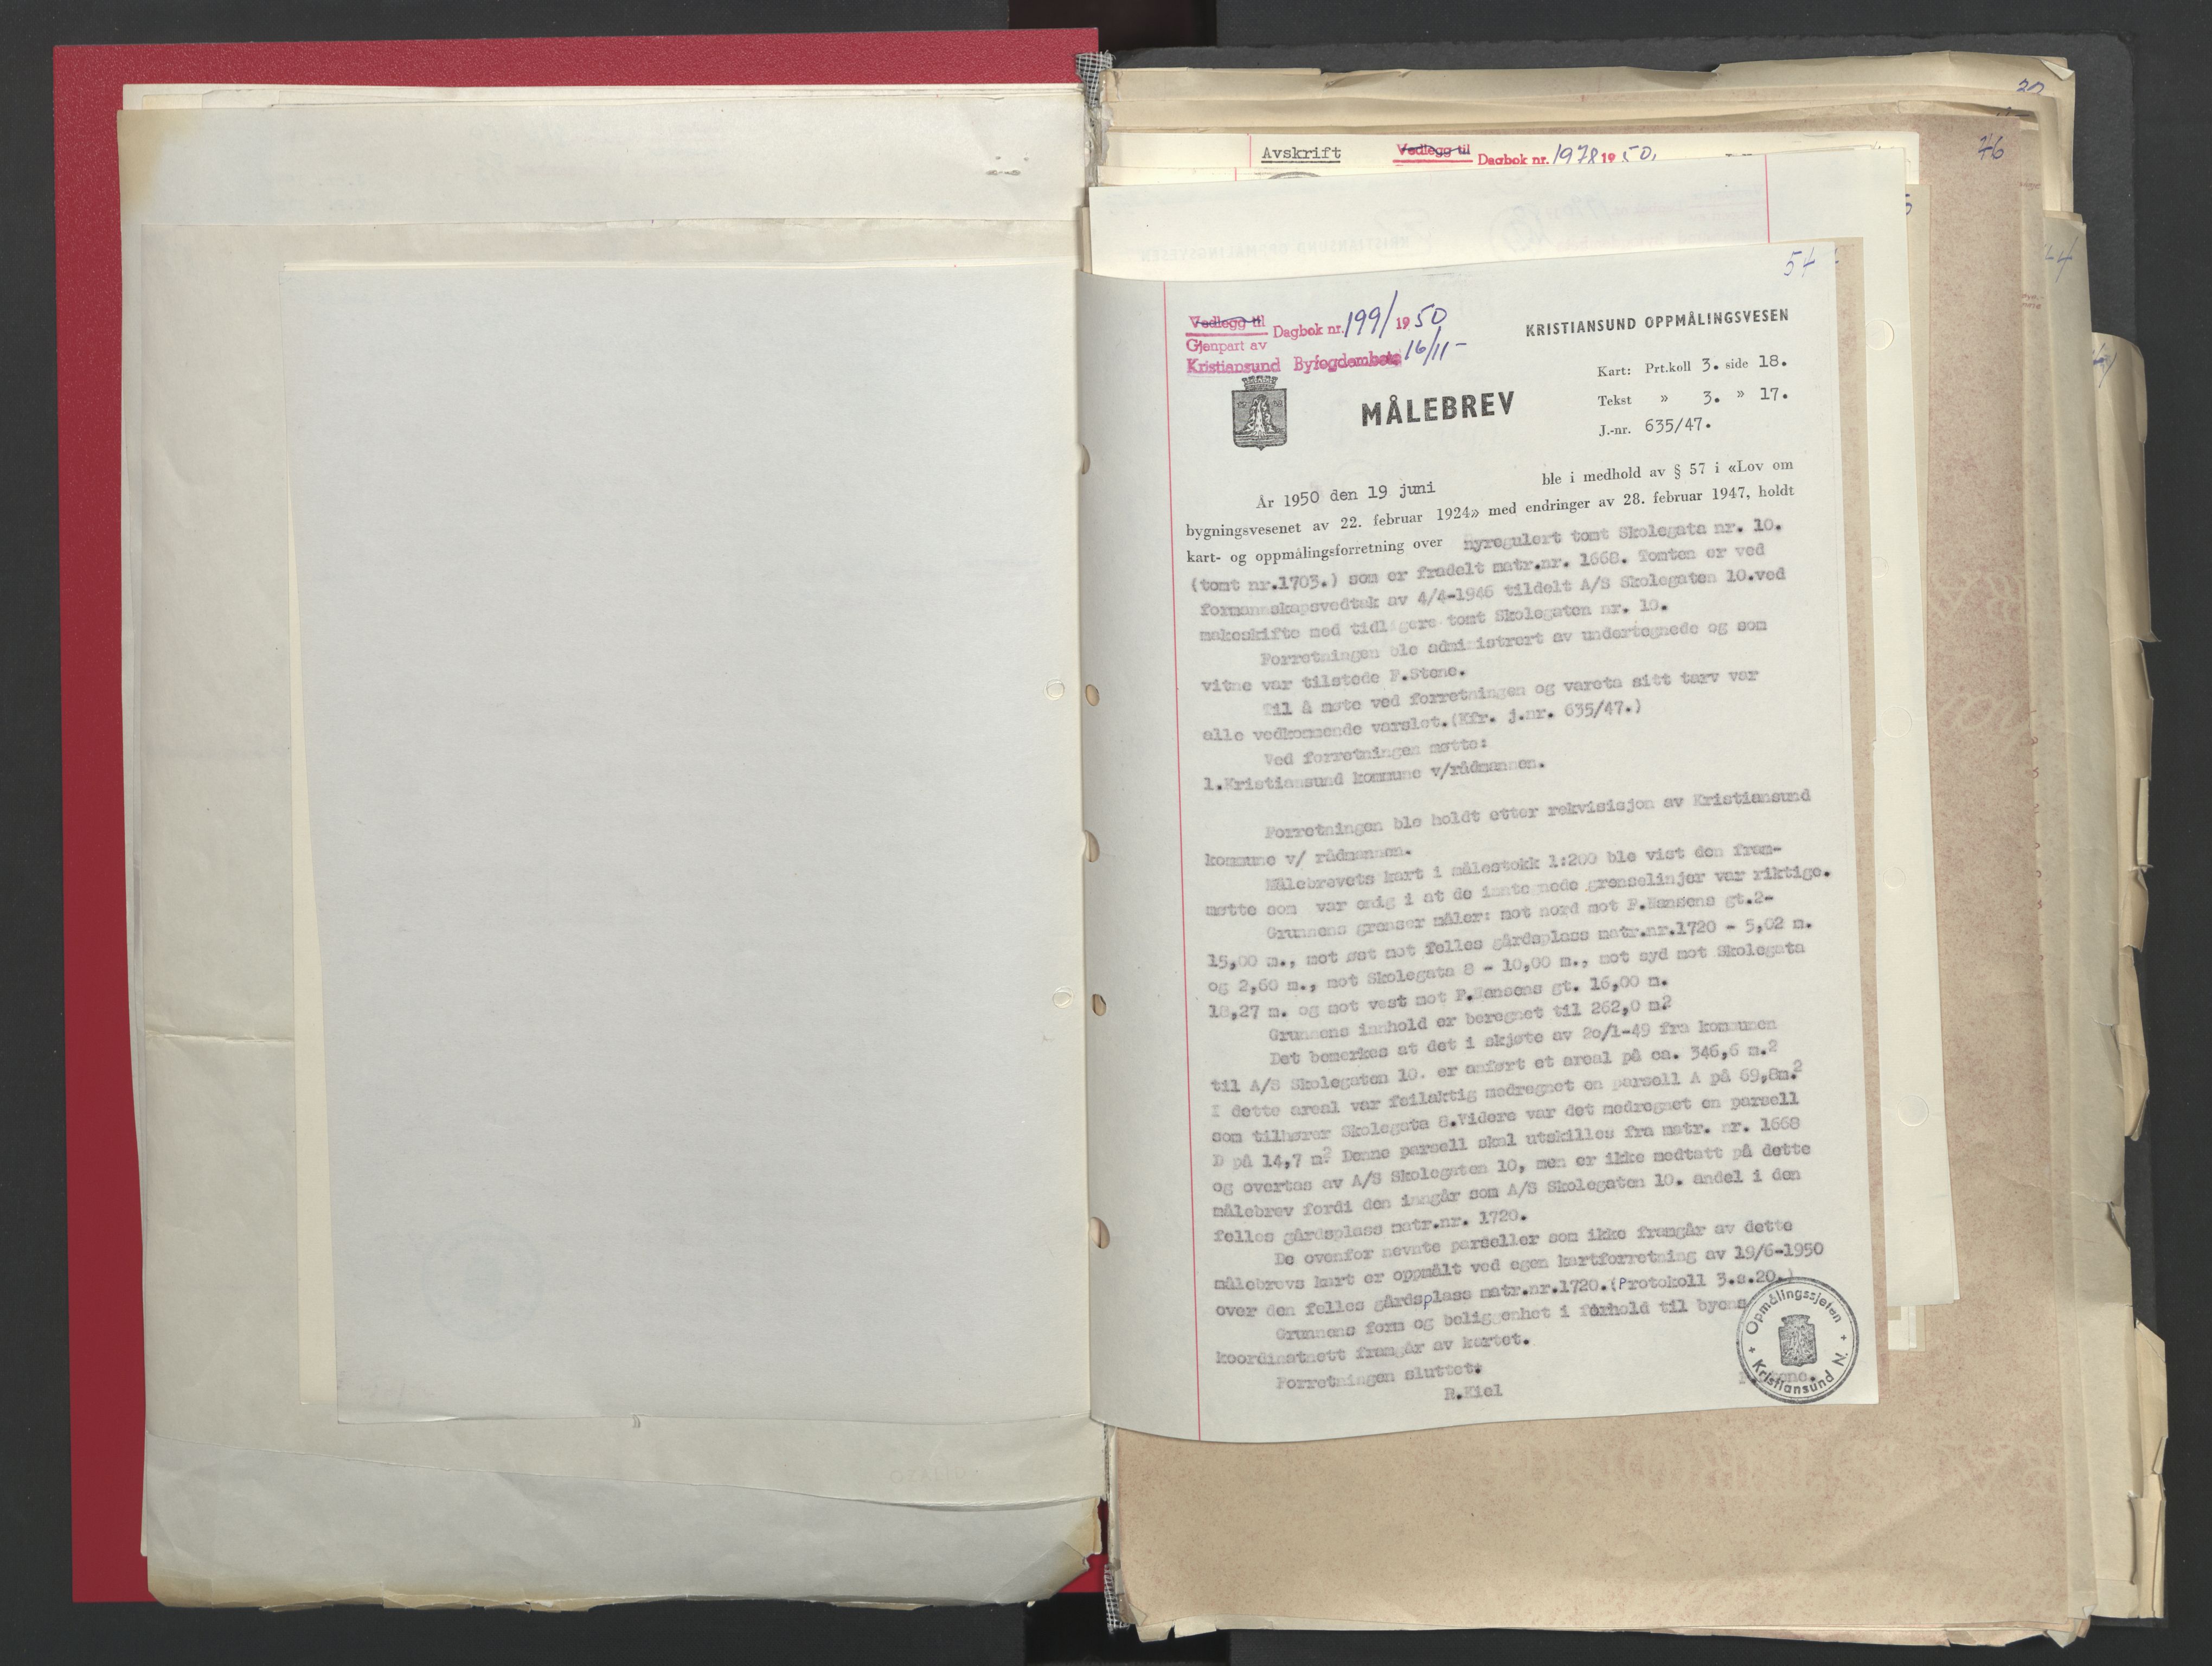 30
46
Avskrift
Vedlegg til
Dagbok nr. 1978 19 50.
54
Vedlegg til
Dagbok nr. 1991 1950
Gjenpart av
Kristiansund Byfogdembete 16/11-
KRISTIANSUND OPPMÅLINGSVESEN
Kart: Prt.koll 3. side 18.
Tekst » 3. » 17.
J.-nr. 635/47.
MÅLEBREV
År 1950 den 19 juni ble i medhold av § 57 i «Lov om
bygningsvesenet av 22. februar 1924» med endringer av 28. februar 1947, holdt
kart- og oppmålingsforretning over nyregulert tomt Skolegata nr. 10.
(tomt nr.1703.) som er fradelt matr.nr. 1668. Tomten er ved
formannskapsvedtak av 4/4-1946 tildelt A/S Skolegaten 10.ved
makeskifte med tidligere tomt Skolegaten nr. 10.
Forretningen ble administrert av undertegnede og som
vitne var tilstede F.Stene.
Til å møte ved forretningen og vareta sitt tarv var
alle vedkommende varslet.(Kfr. j.nr. 635/47.)
Ved forretningen møtte:
1.Kristiansund kommune v/rådmannen.
Forretningen ble holdt etter rekvisisjon av Kristiansund
kommune v/ rådmannen.
Målebrevets kart i målestokk 1:200 ble vist den frem-
møtte som var enig i at de inntegnede grenselinjer var riktige.
Grunnens grenser måler: mot nord mot F.Hansens gt.2-
15,00 m., mot øst mot felles gårdsplass matr.nr.1720 - 5,02 m.
og 2,60 m., mot Skolegata 8 - 10,00 m., mot syd mot Skolegata
18,27 m. og mot vest mot F.Hansens gt. 16,00 m.
Grunnens innhold er beregnet til 262,0 m²
Det bemerkes at det i skjøte av 2o/1-49 fra kommunen
til A/S Skolegaten 10. er anført et areal på ca. 346,6 m.²
I dette areal var feilaktig medregnet en parsell A på 69,8m.²
som tilhører Skolegata 8.Videre var det medregnet en parsell
D på 14,7 m². Denne parsell skal utskilles fra matr. nr. 1668
og overtas av A/S Skolegaten 10, men er ikke medtatt på dette
målebrev fordi den inngår som A/S Skolegaten 10. andel i den
felles gårdsplass matr.nr. 1720.
De ovenfor nevnte parseller som ikke framgår av dette
målebrevs kart er oppmålt ved egen kartforretning av 19/6-1950
over den felles gårdsplass matr.nr.1720.(Protokoll 3.s.20.)
Grunnens form og beliggenhet i forhold til byens
koordinatnett framgår av kartet.
Forretningen sluttet:
R.Kiel
F.Stene.
Oppmålingssjefen
Kristiansund N.